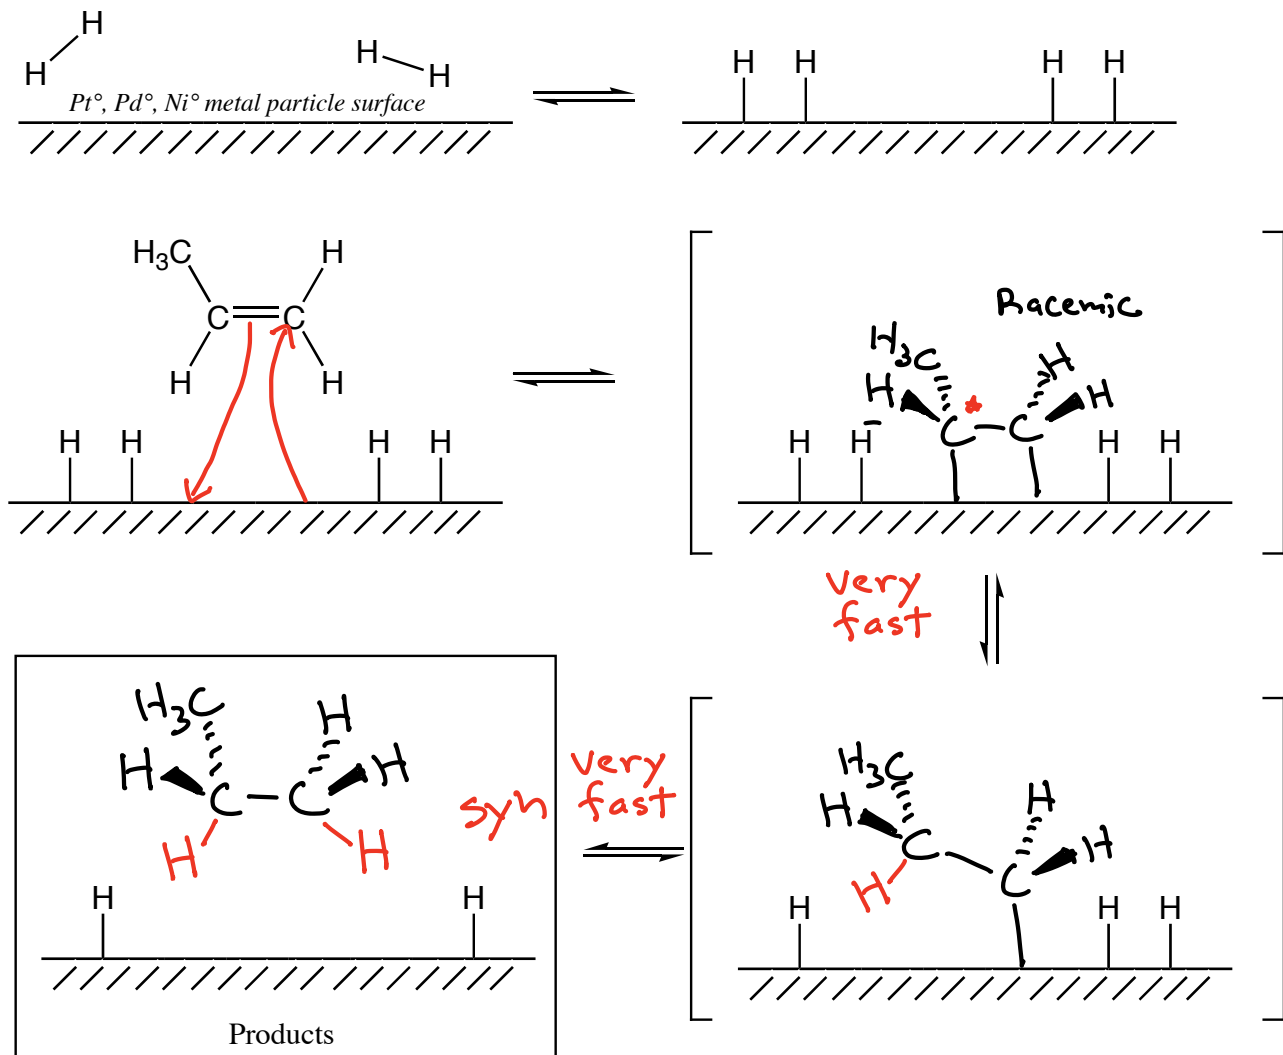 H H H H H H H
H
Pt°, Pd°, Ni° metal particle surface
H3C H
C C
H H
H H H H
Racemic
H3C H
H H
C * C
H H H H
very
fast
H3C H
H H
C C
H H
syn
very
fast
H3C
H H
C H
H C
H H H
H H
Products